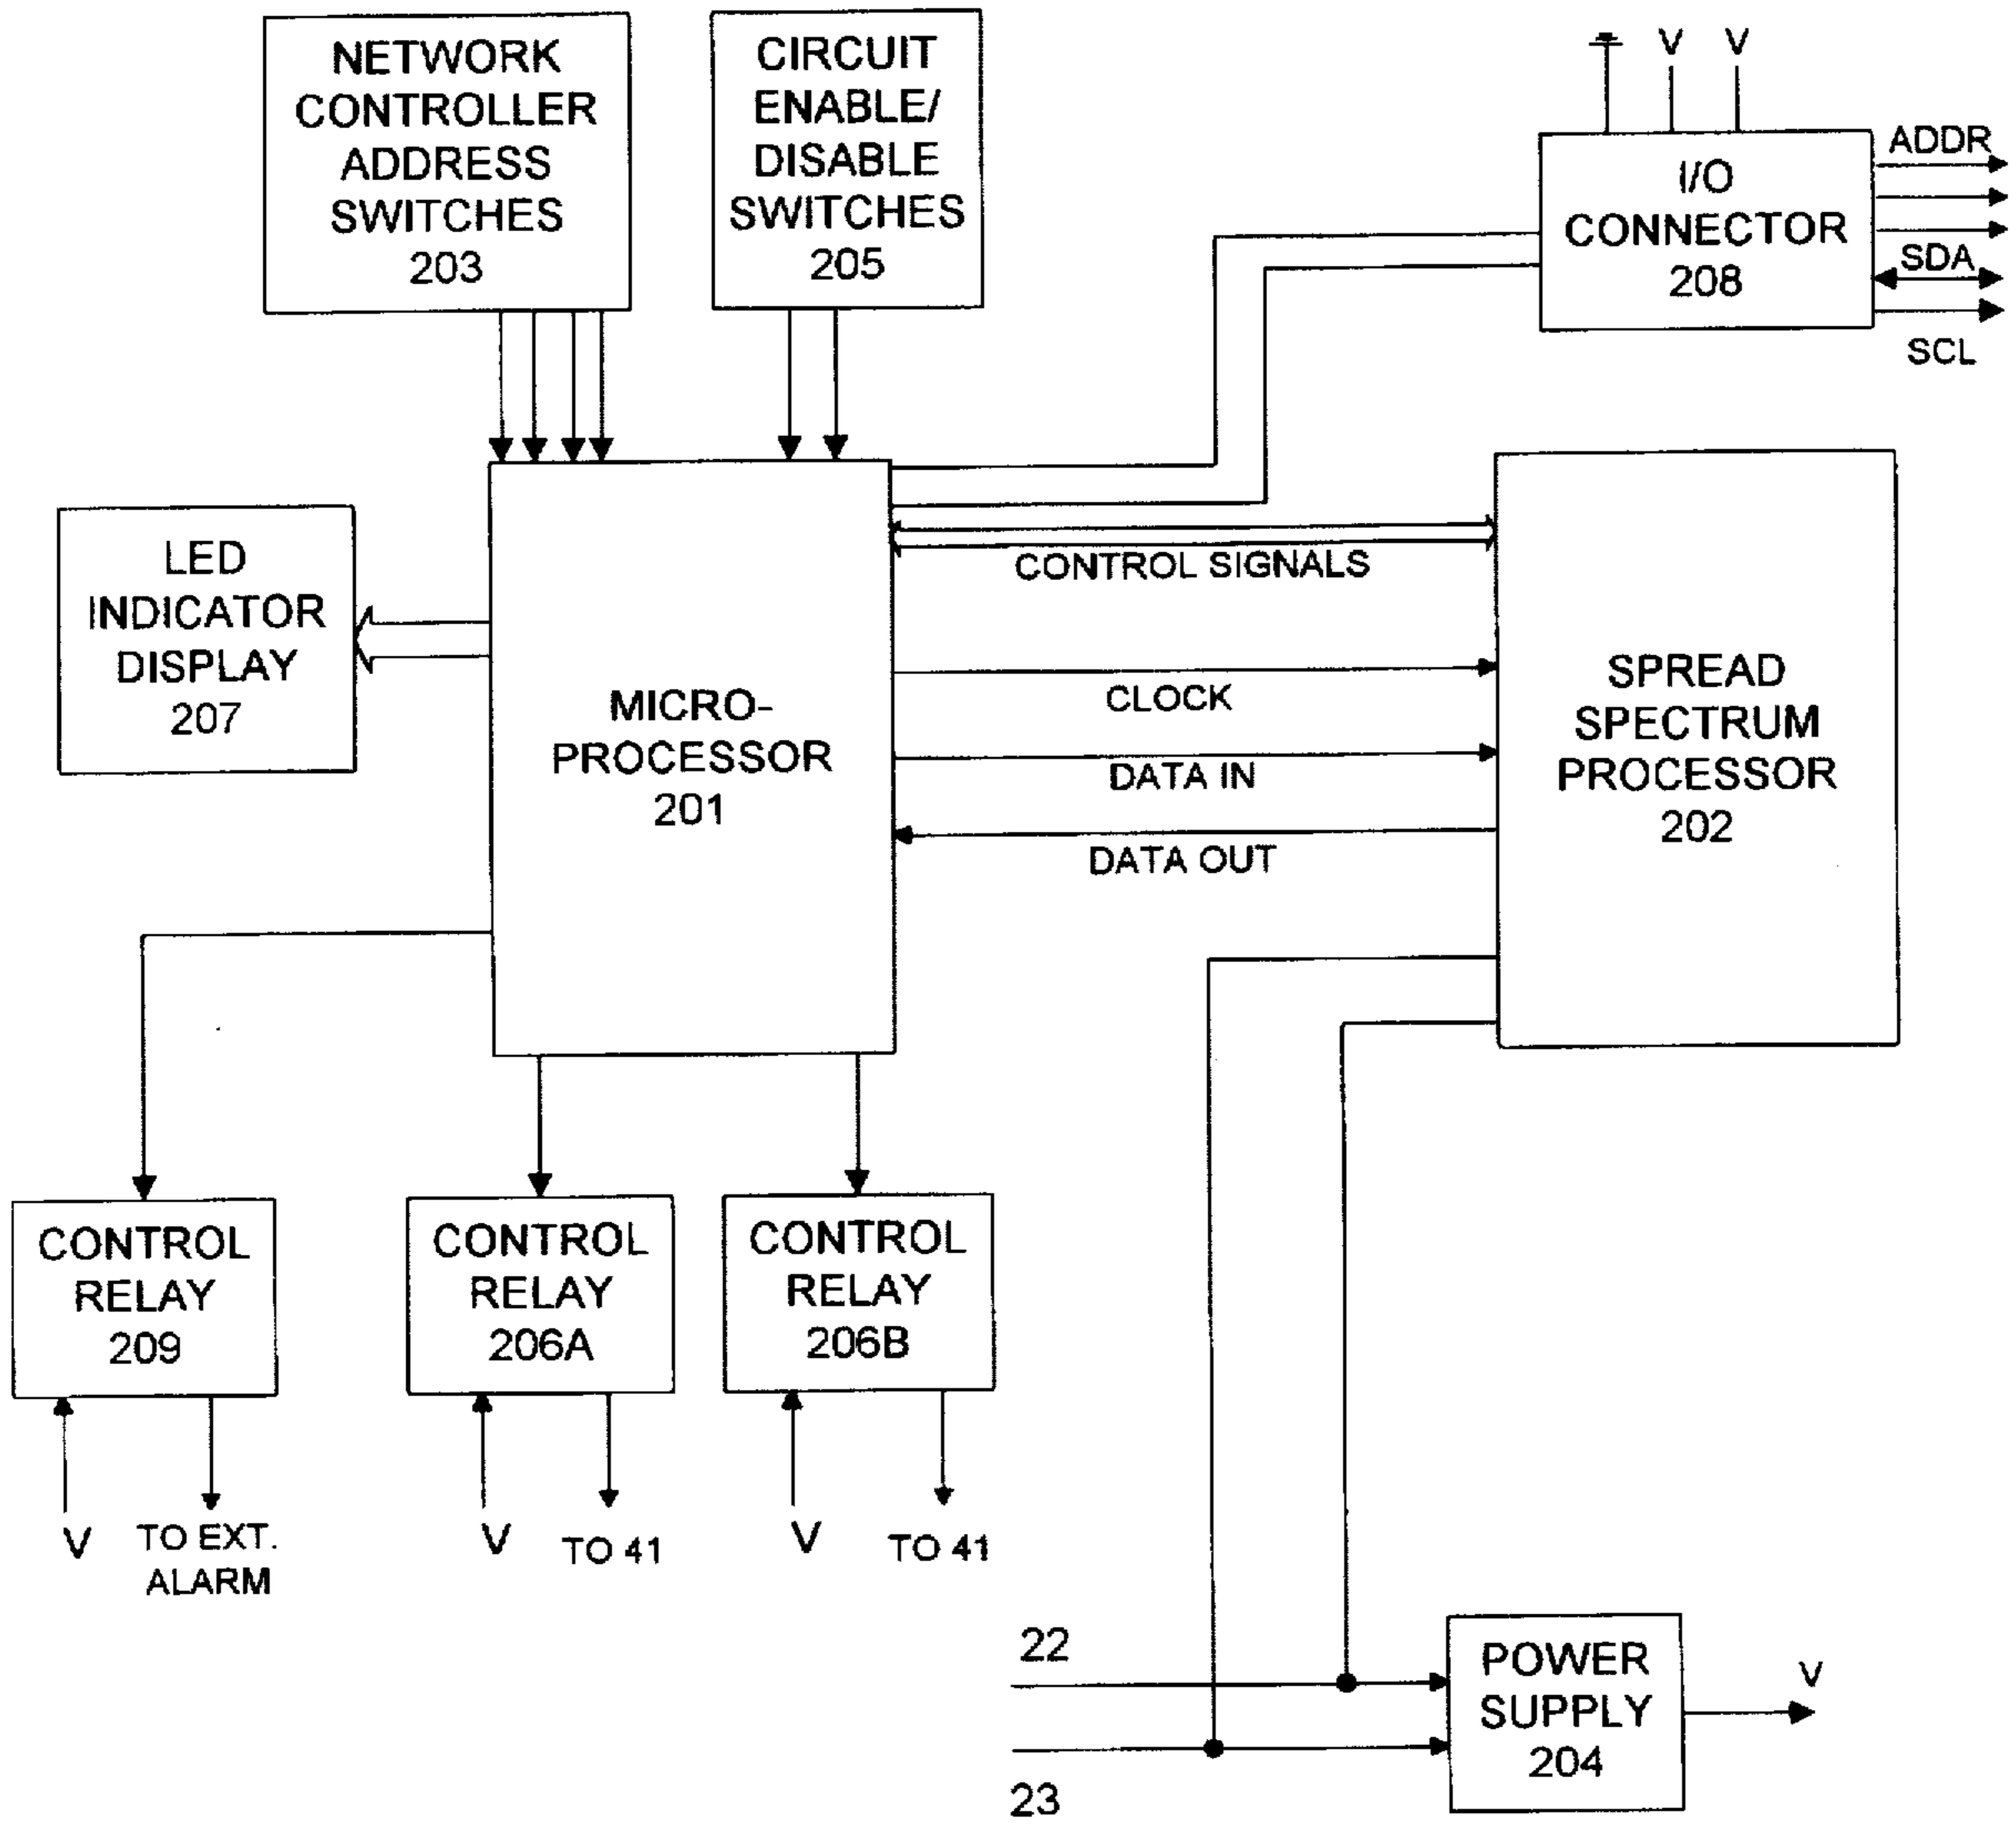 NETWORK
CONTROLLER
ADDRESS
SWITCHES
203
CIRCUIT
ENABLE/
DISABLE
SWITCHES
205
V
V
I/O
CONNECTOR
208
ADDR
SDA
SCL
LED
INDICATOR
DISPLAY
207
MICRO-
PROCESSOR
201
CONTROL SIGNALS
CLOCK
DATA IN
DATA OUT
SPREAD
SPECTRUM
PROCESSOR
202
CONTROL
RELAY
209
CONTROL
RELAY
206A
CONTROL
RELAY
206B
V
TO EXT.
ALARM
V
TO 41
V
TO 41
22
23
POWER
SUPPLY
204
V